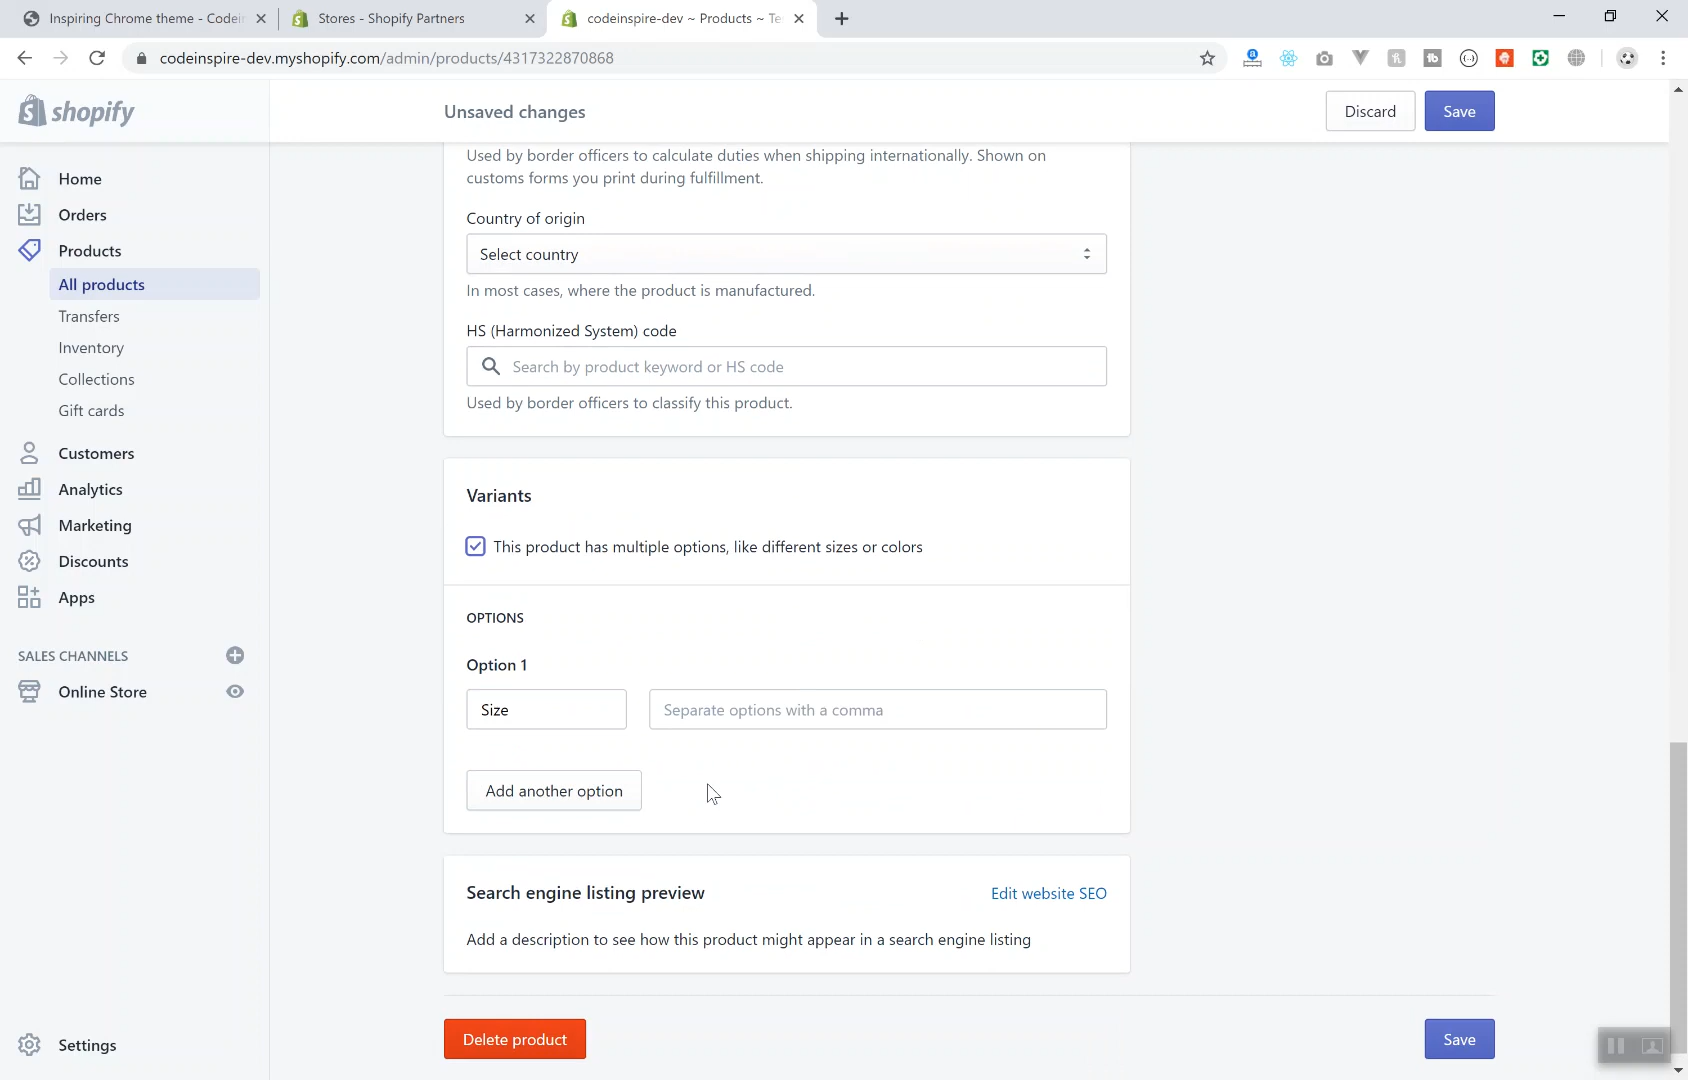 Inspiring Chrome theme - Codein
Stores - Shopify Partners
codeinspire-dev ~ Products ~ Te
codeinspire-dev.myshopify.com/admin/products/4317322870868
shopify
Unsaved changes
Discard
Save
Home
Orders
Products
All products
Transfers
Inventory
Collections
Gift cards
Customers
Analytics
Marketing
Discounts
Apps
SALES CHANNELS
Online Store
Settings
Used by border officers to calculate duties when shipping internationally. Shown on
customs forms you print during fulfillment.
Country of origin
Select country
In most cases, where the product is manufactured.
HS (Harmonized System) code
Search by product keyword or HS code
Used by border officers to classify this product.
Variants
This product has multiple options, like different sizes or colors
OPTIONS
Option 1
Size
Separate options with a comma
Add another option
Search engine listing preview
Edit website SEO
Add a description to see how this product might appear in a search engine listing
Delete product
Save